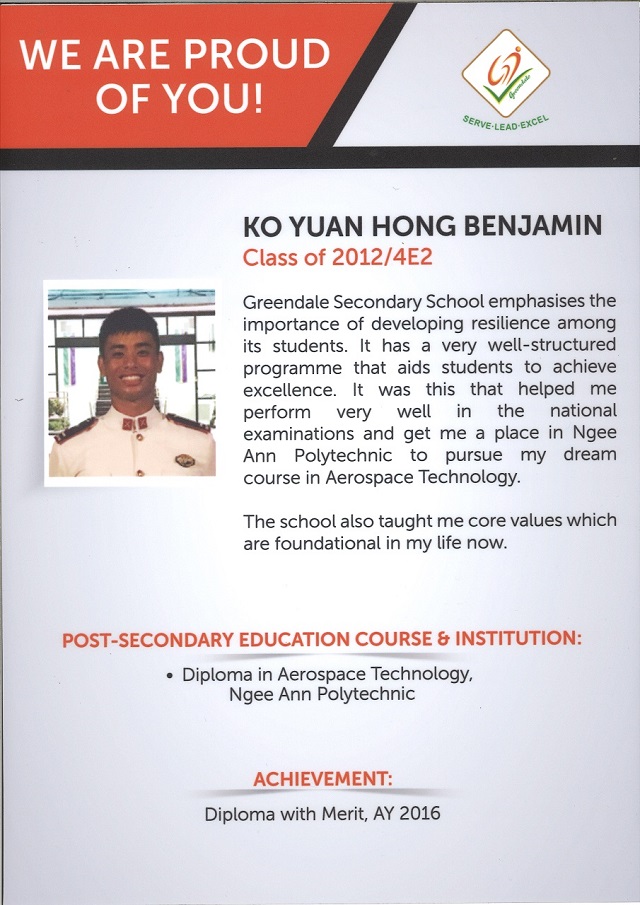 WE ARE PROUD
OF YOU!
Greendale
SERVE•LEAD•EXCEL
KO YUAN HONG BENJAMIN
Class of 2012/4E2
Greendale Secondary School emphasises the
importance of developing resilience among
its students. It has a very well-structured
programme that aids students to achieve
excellence. It was this that helped me
perform very well in the national
examinations and get me a place in Ngee
Ann Polytechnic to pursue my dream
course in Aerospace Technology.
The school also taught me core values which
are foundational in my life now.
POST-SECONDARY EDUCATION COURSE & INSTITUTION:
• Diploma in Aerospace Technology,
Ngee Ann Polytechnic
ACHIEVEMENT:
Diploma with Merit, AY 2016